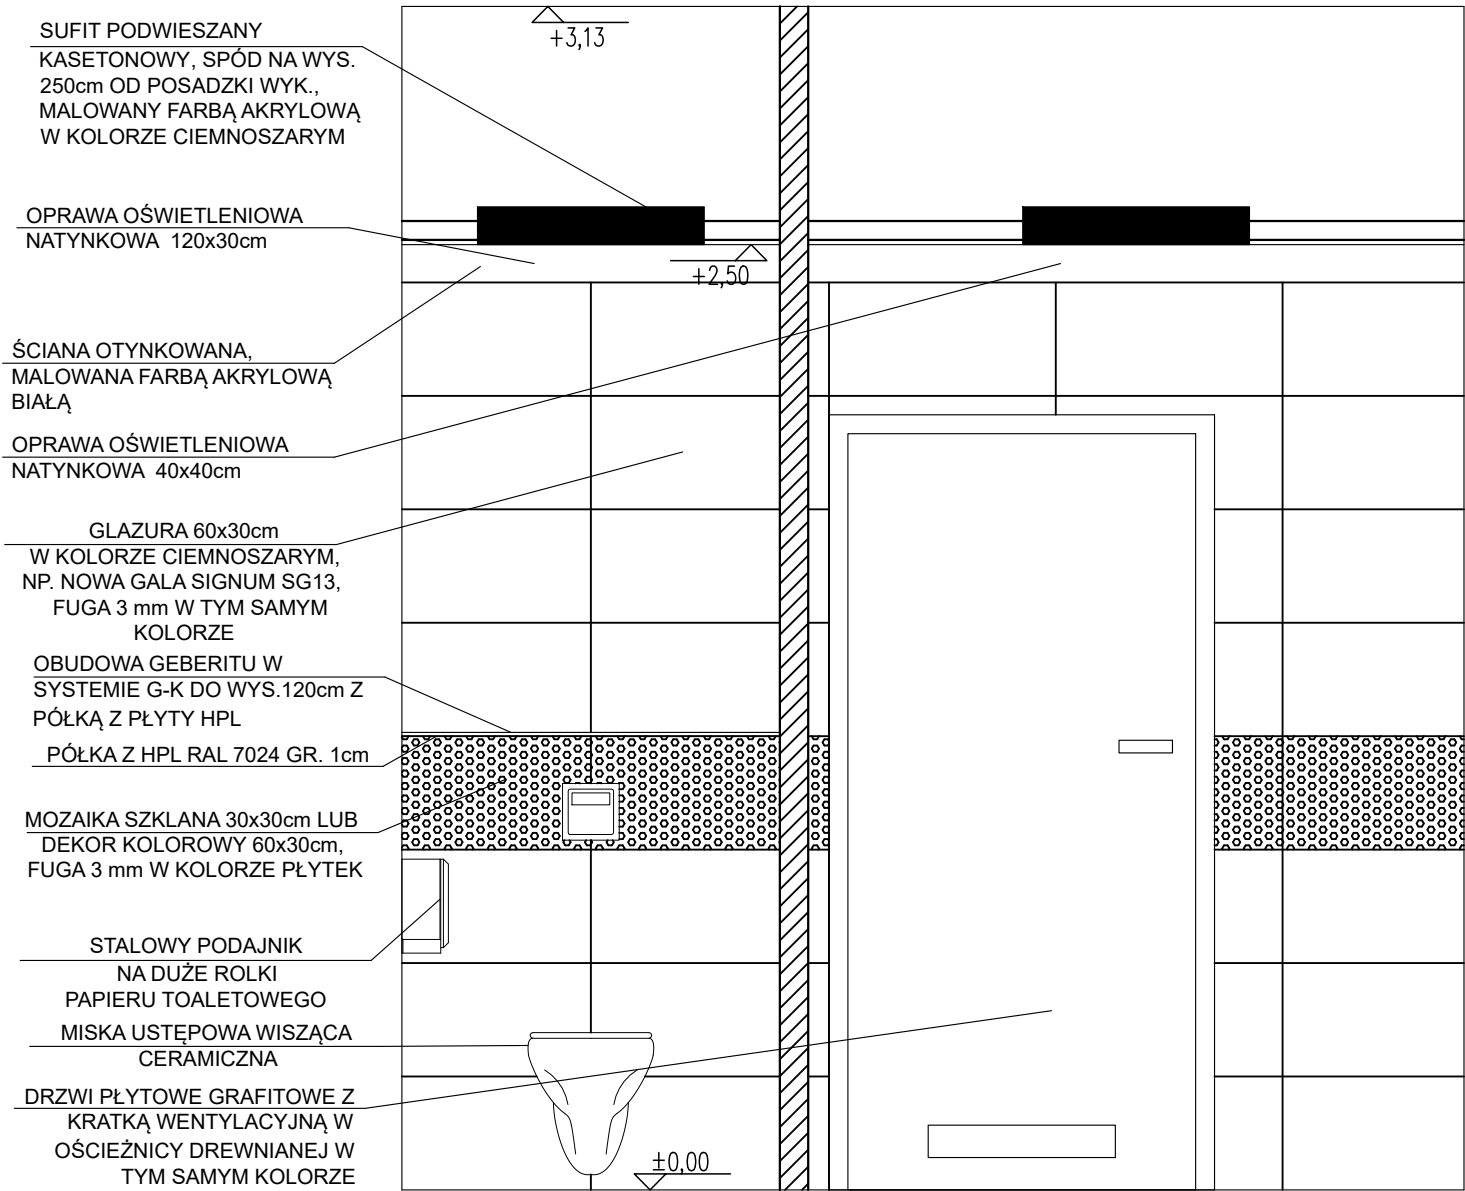 SUFIT PODWIESZANY
KASETONOWY, SPÓD NA WYS.
250cm OD POSADZKI WYK.,
MALOWANY FARBĄ AKRYLOWĄ
W KOLORZE CIEMNOSZARYM
OPRAWA OŚWIETLENIOWA
NATYNKOWA 120x30cm
ŚCIANA OTYNKOWANA,
MALOWANA FARBĄ AKRYLOWĄ
BIAŁĄ
OPRAWA OŚWIETLENIOWA
NATYNKOWA 40x40cm
GLAZURA 60x30cm
W KOLORZE CIEMNOSZARYM,
NP. NOWA GALA SIGNUM SG13,
FUGA 3 mm W TYM SAMYM
KOLORZE
OBUDOWA GEBERITU W
SYSTEMIE G-K DO WYS.120cm Z
PÓŁKĄ Z PŁYTY HPL
PÓŁKA Z HPL RAL 7024 GR. 1cm
MOZAIKA SZKLANA 30x30cm LUB
DEKOR KOLOROWY 60x30cm,
FUGA 3 mm W KOLORZE PŁYTEK
STALOWY PODAJNIK
NA DUŻE ROLKI
PAPIERU TOALETOWEGO
MISKA USTĘPOWA WISZĄCA
CERAMICZNA
DRZWI PŁYTOWE GRAFITOWE Z
KRATKĄ WENTYLACYJNĄ W
OŚCIEŻNICY DREWNIANEJ W
TYM SAMYM KOLORZE
+3,13
+2,50
±0,00